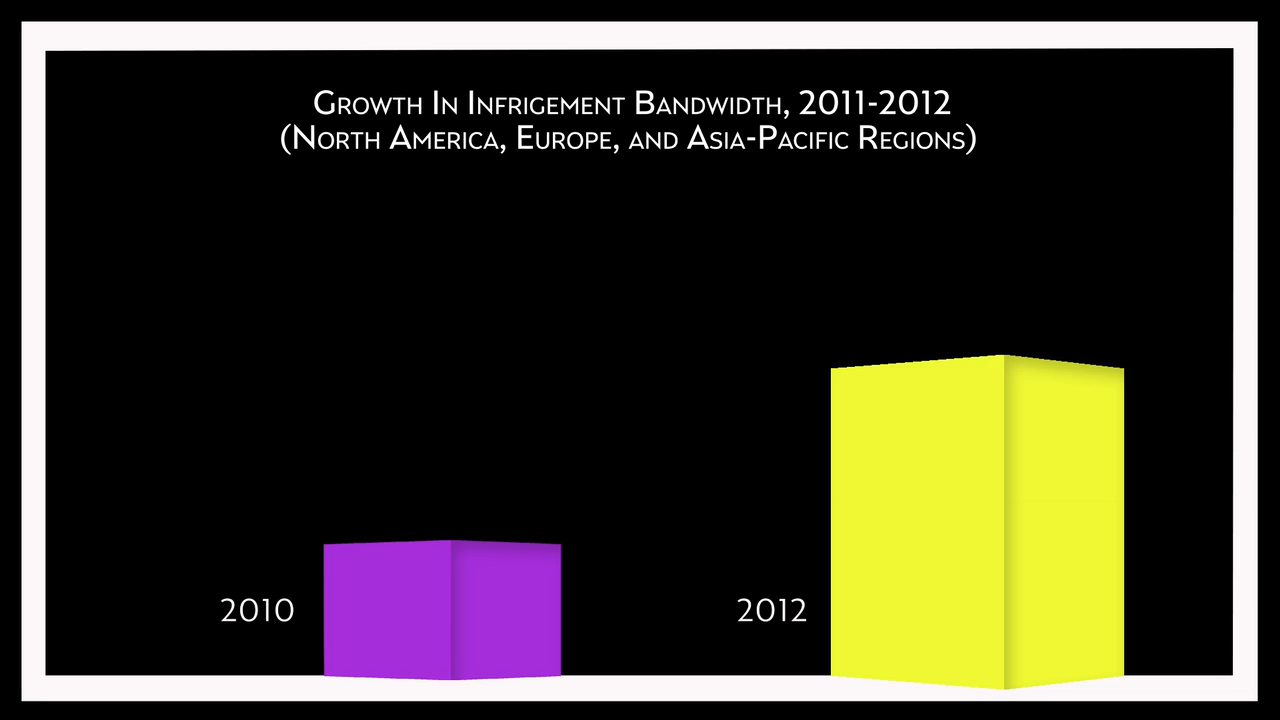 Growth In Infrigement Bandwidth, 2011-2012
(North America, Europe, and Asia-Pacific Regions)
2010
2012